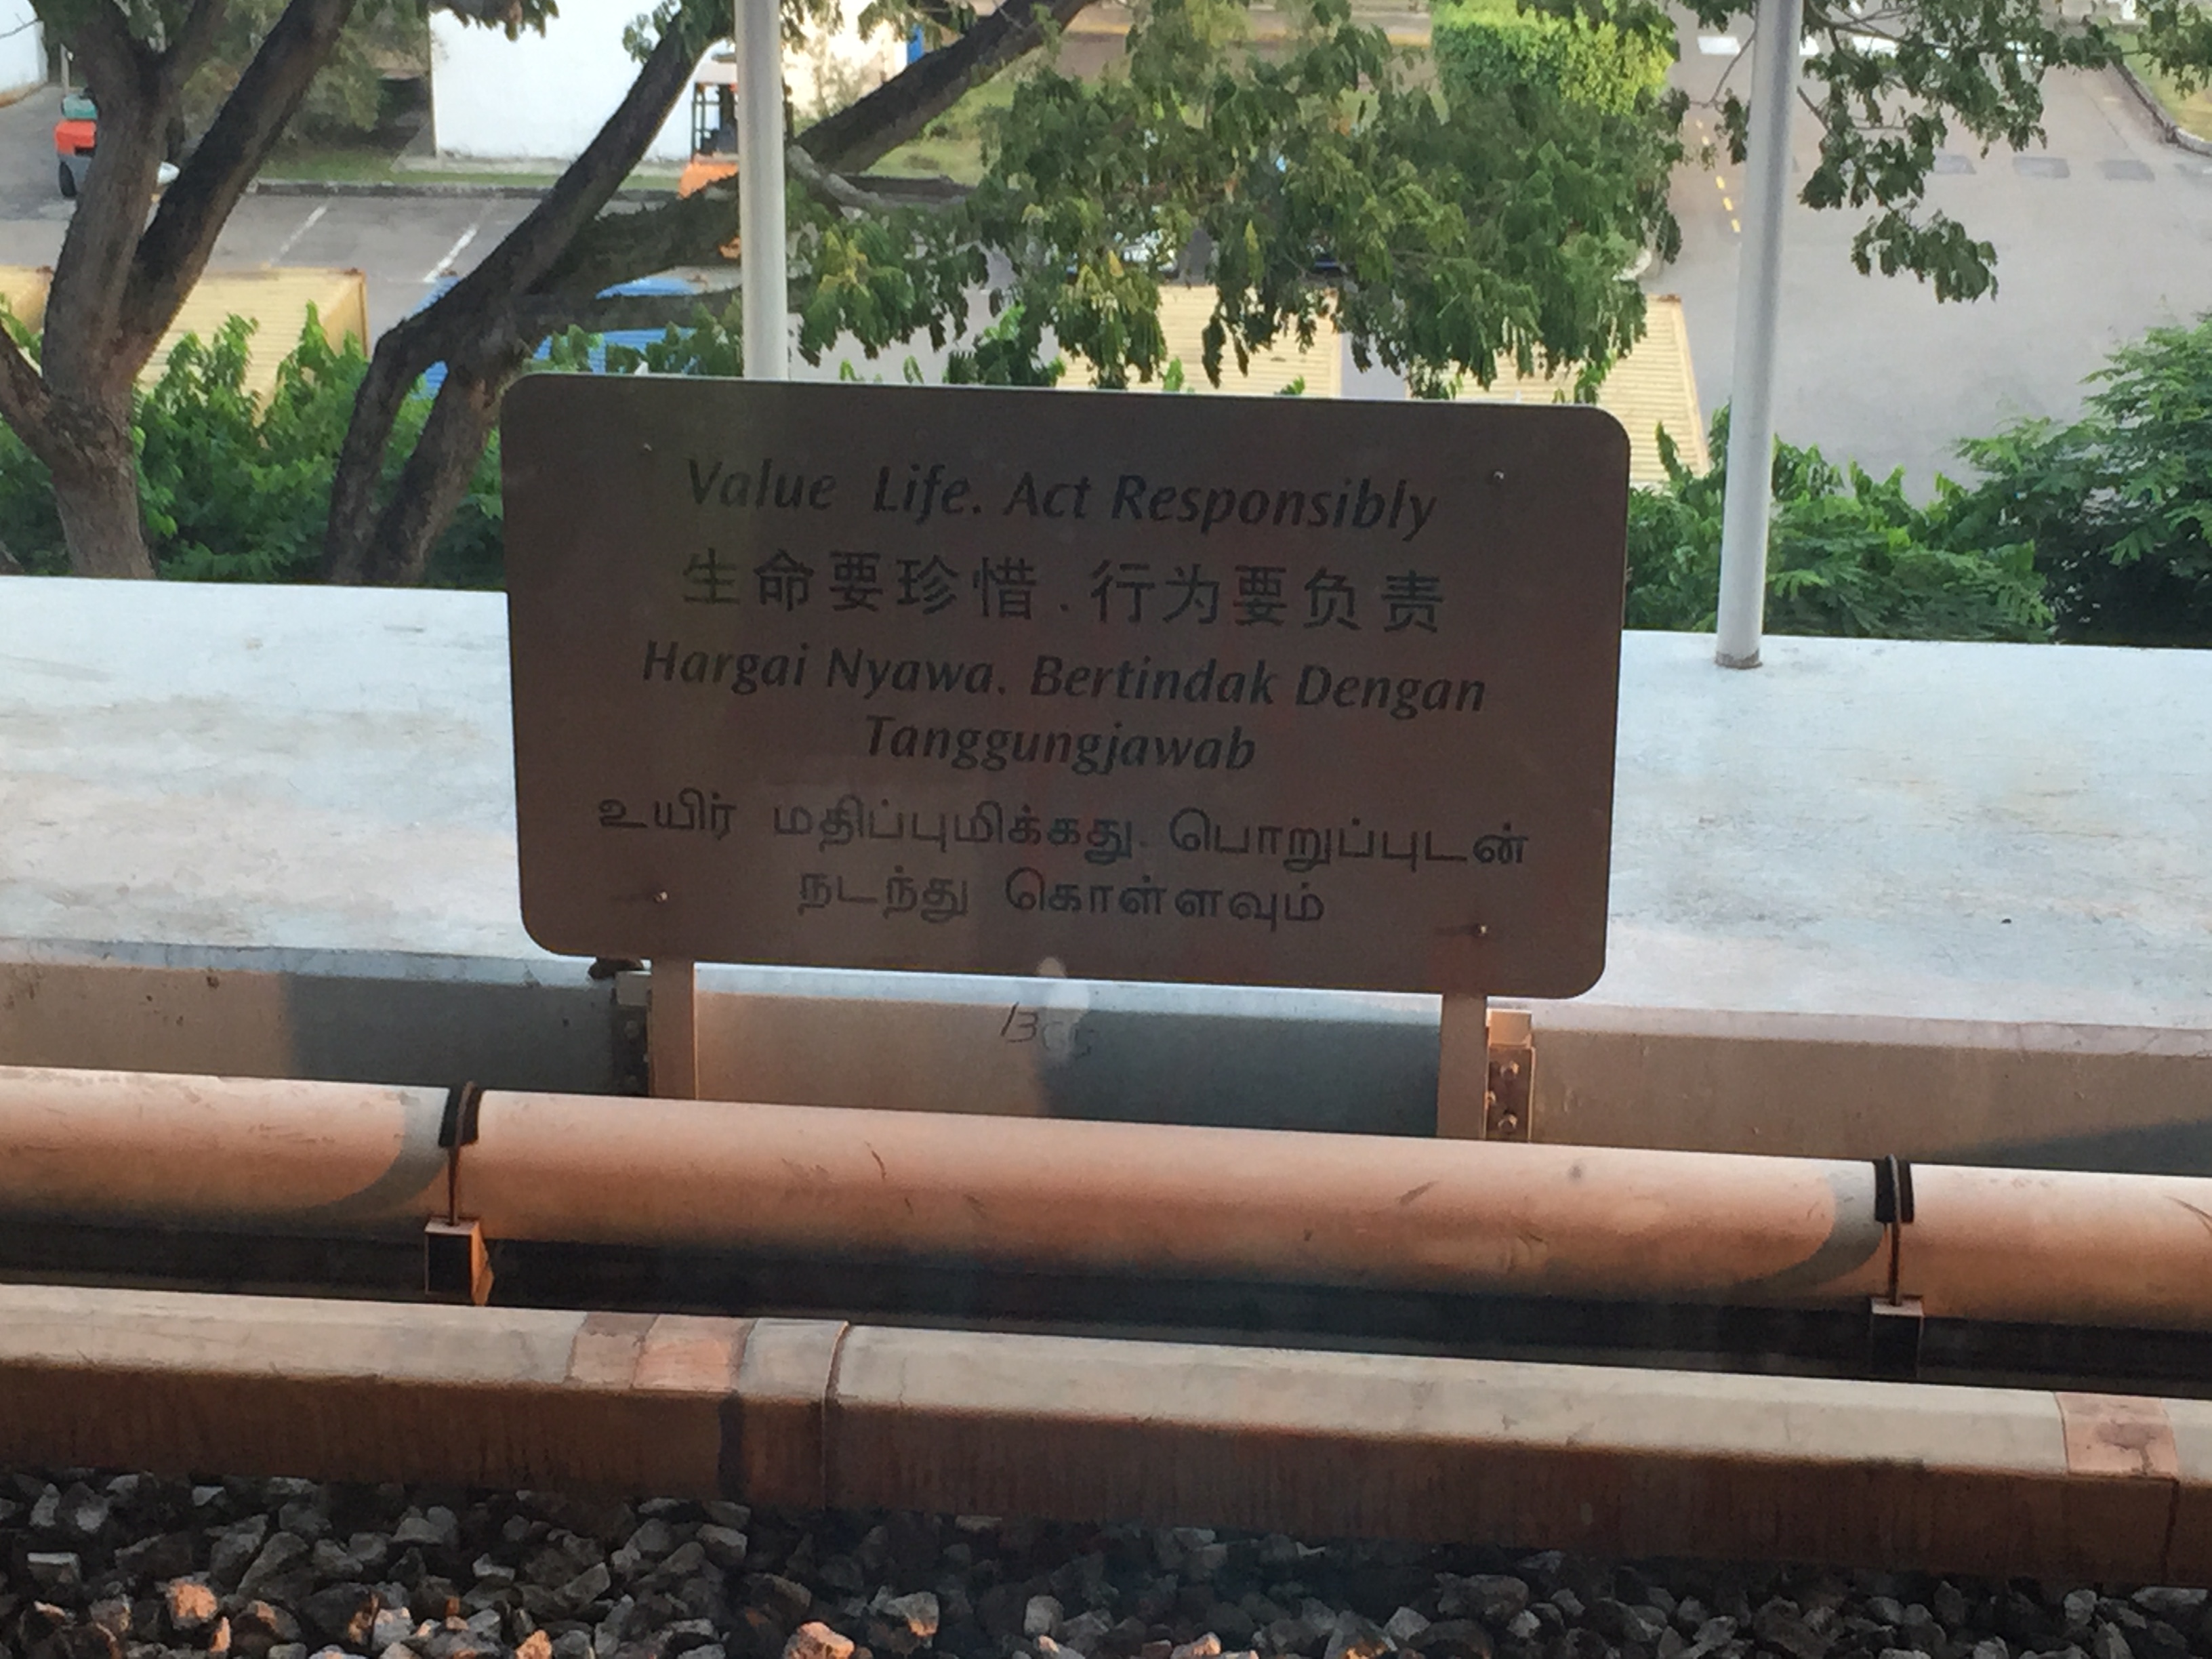 Value Life. Act Responsibly
生命要珍惜.行为要负责
Hargai Nyawa. Bertindak Dengan
Tanggungjawab
உயிர் மதிப்புமிக்கது. பொறுப்புடன்
நடந்து கொள்ளவும்